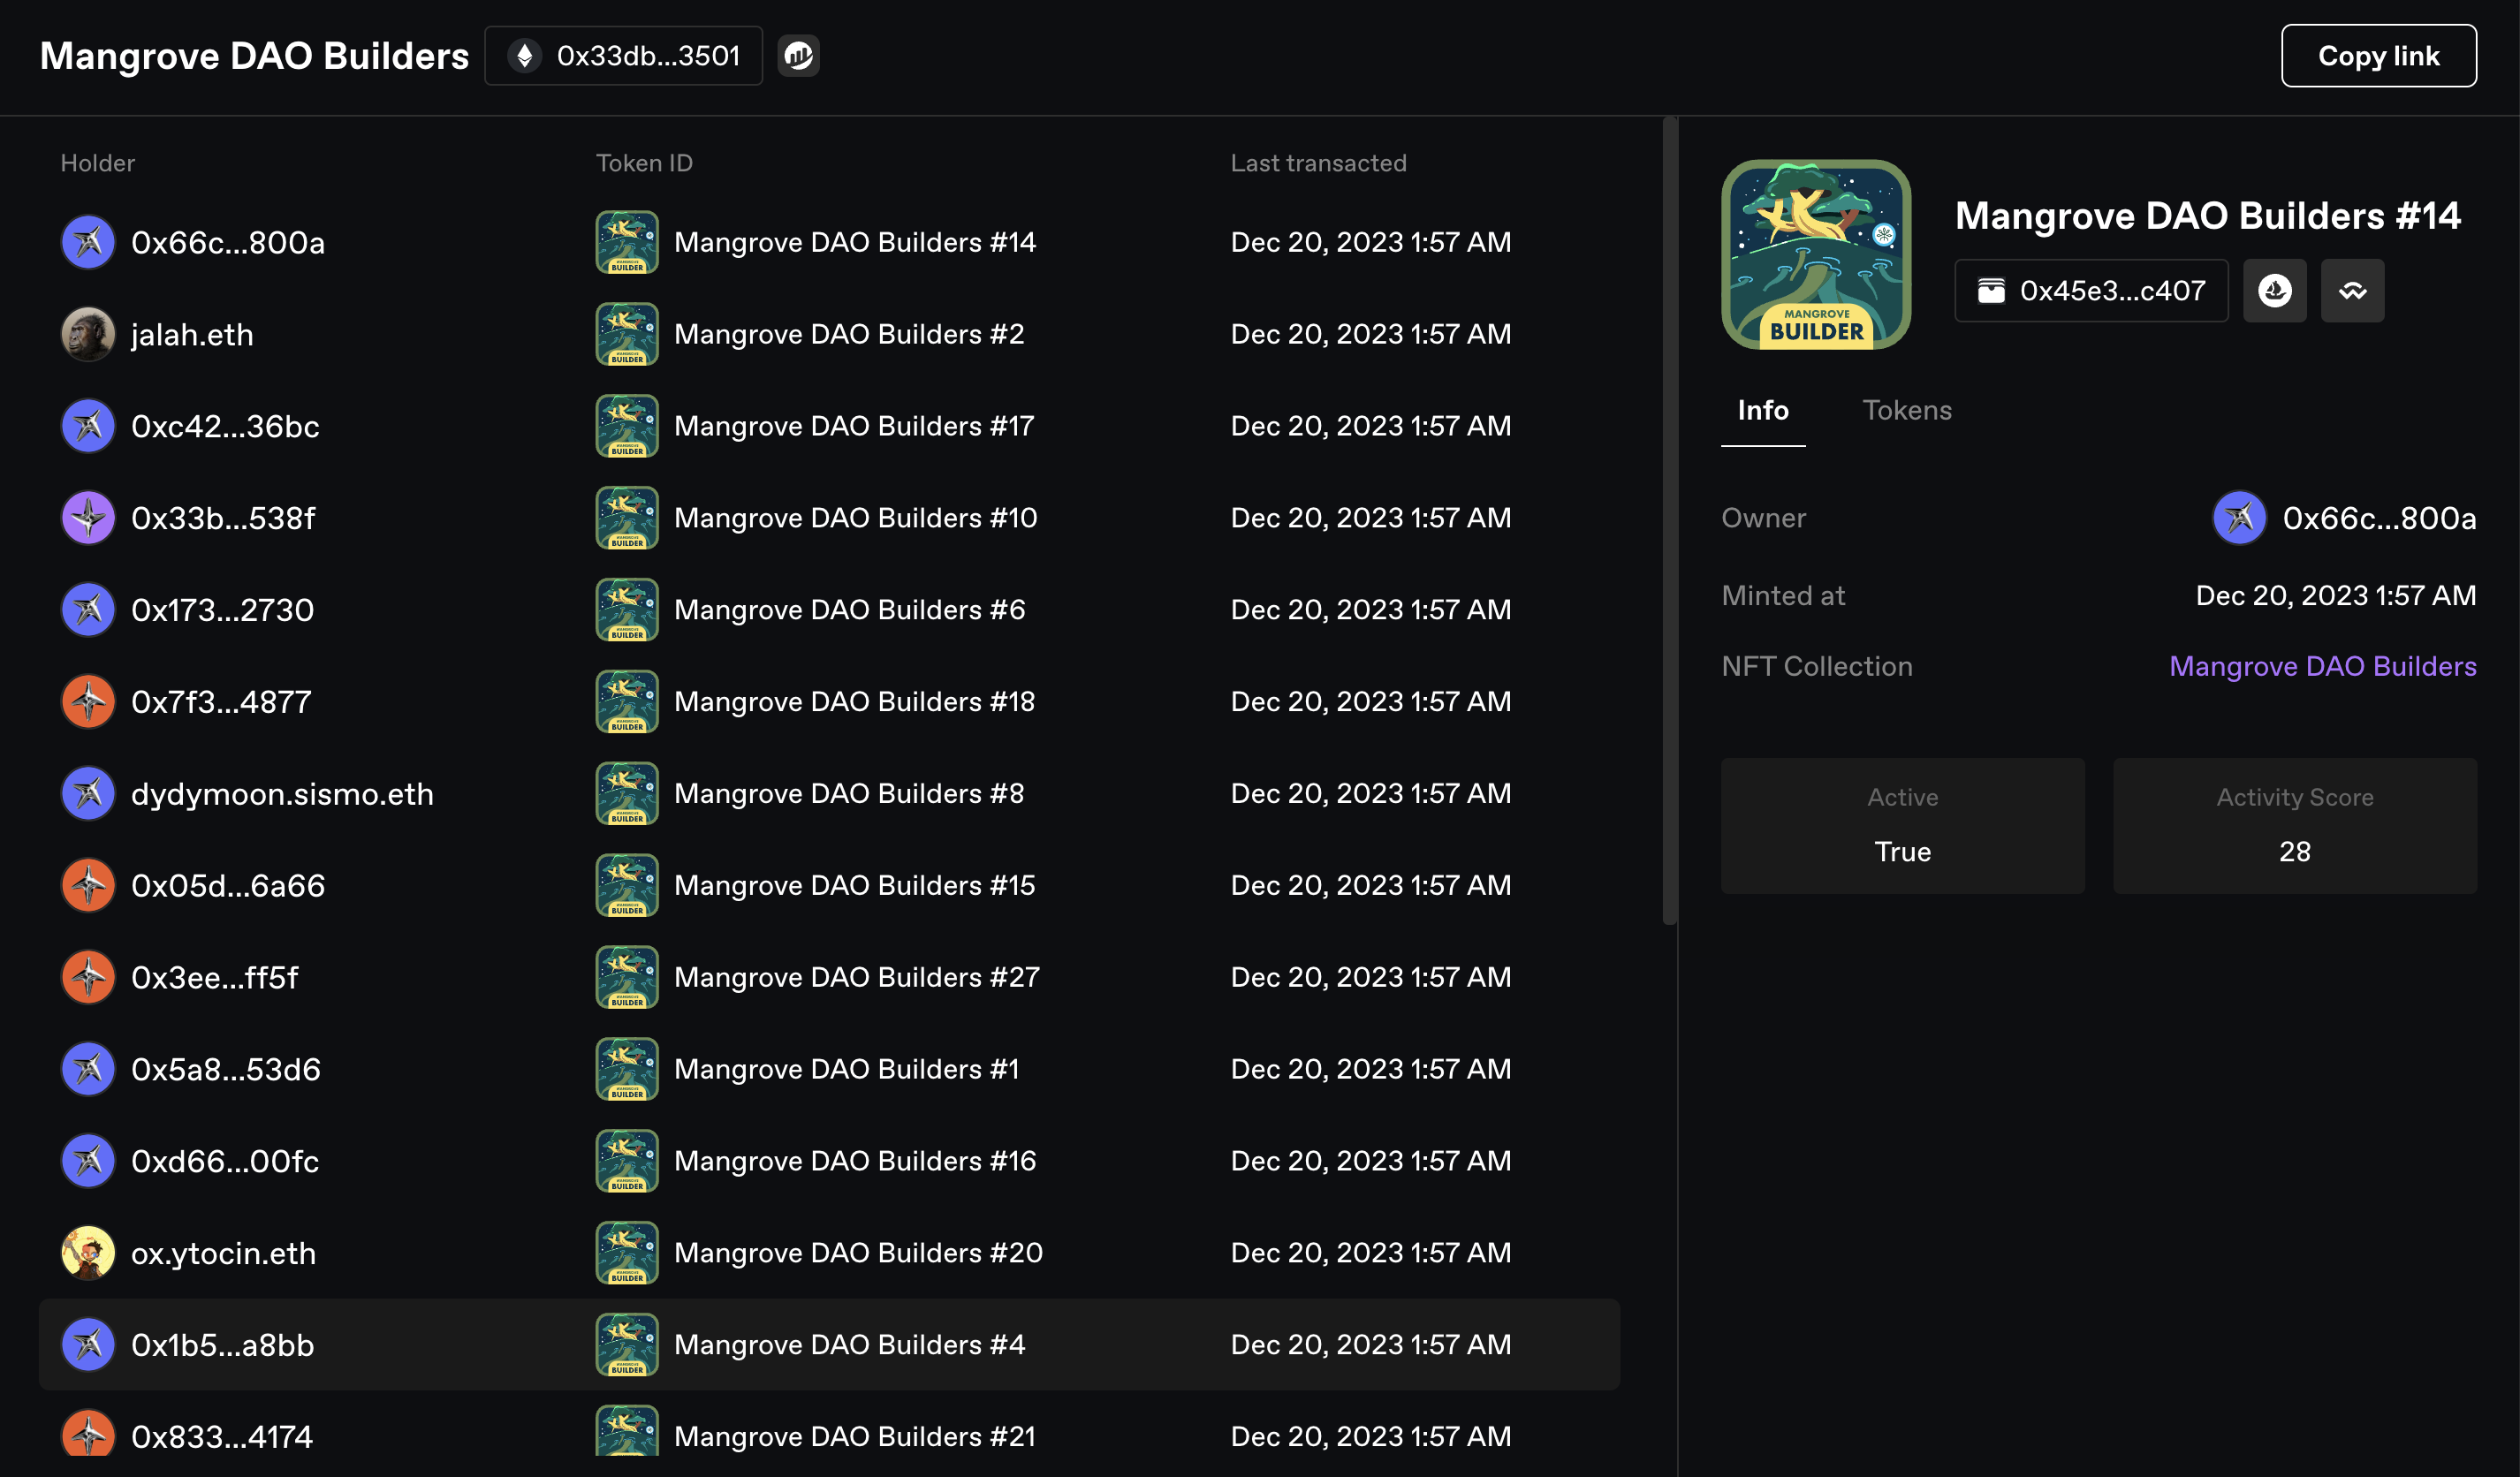 Mangrove DAO Builders 0x33db...3501 Copy link
Holder Token ID Last transacted
0x66c...800a Mangrove DAO Builders #14 Dec 20, 2023 1:57 AM
jalah.eth Mangrove DAO Builders #2 Dec 20, 2023 1:57 AM
0xc42...36bc Mangrove DAO Builders #17 Dec 20, 2023 1:57 AM
0x33b...538f Mangrove DAO Builders #10 Dec 20, 2023 1:57 AM
0x173...2730 Mangrove DAO Builders #6 Dec 20, 2023 1:57 AM
0x7f3...4877 Mangrove DAO Builders #18 Dec 20, 2023 1:57 AM
dydymoon.sismo.eth Mangrove DAO Builders #8 Dec 20, 2023 1:57 AM
0x05d...6a66 Mangrove DAO Builders #15 Dec 20, 2023 1:57 AM
0x3ee...ff5f Mangrove DAO Builders #27 Dec 20, 2023 1:57 AM
0x5a8...53d6 Mangrove DAO Builders #1 Dec 20, 2023 1:57 AM
0xd66...00fc Mangrove DAO Builders #16 Dec 20, 2023 1:57 AM
ox.ytocin.eth Mangrove DAO Builders #20 Dec 20, 2023 1:57 AM
0x1b5...a8bb Mangrove DAO Builders #4 Dec 20, 2023 1:57 AM
0x833...4174 Mangrove DAO Builders #21 Dec 20, 2023 1:57 AM
MANGROVE
BUILDER
Mangrove DAO Builders #14
0x45e3...c407
Info Tokens
Owner 0x66c...800a
Minted at Dec 20, 2023 1:57 AM
NFT Collection Mangrove DAO Builders
Active Activity Score
True 28